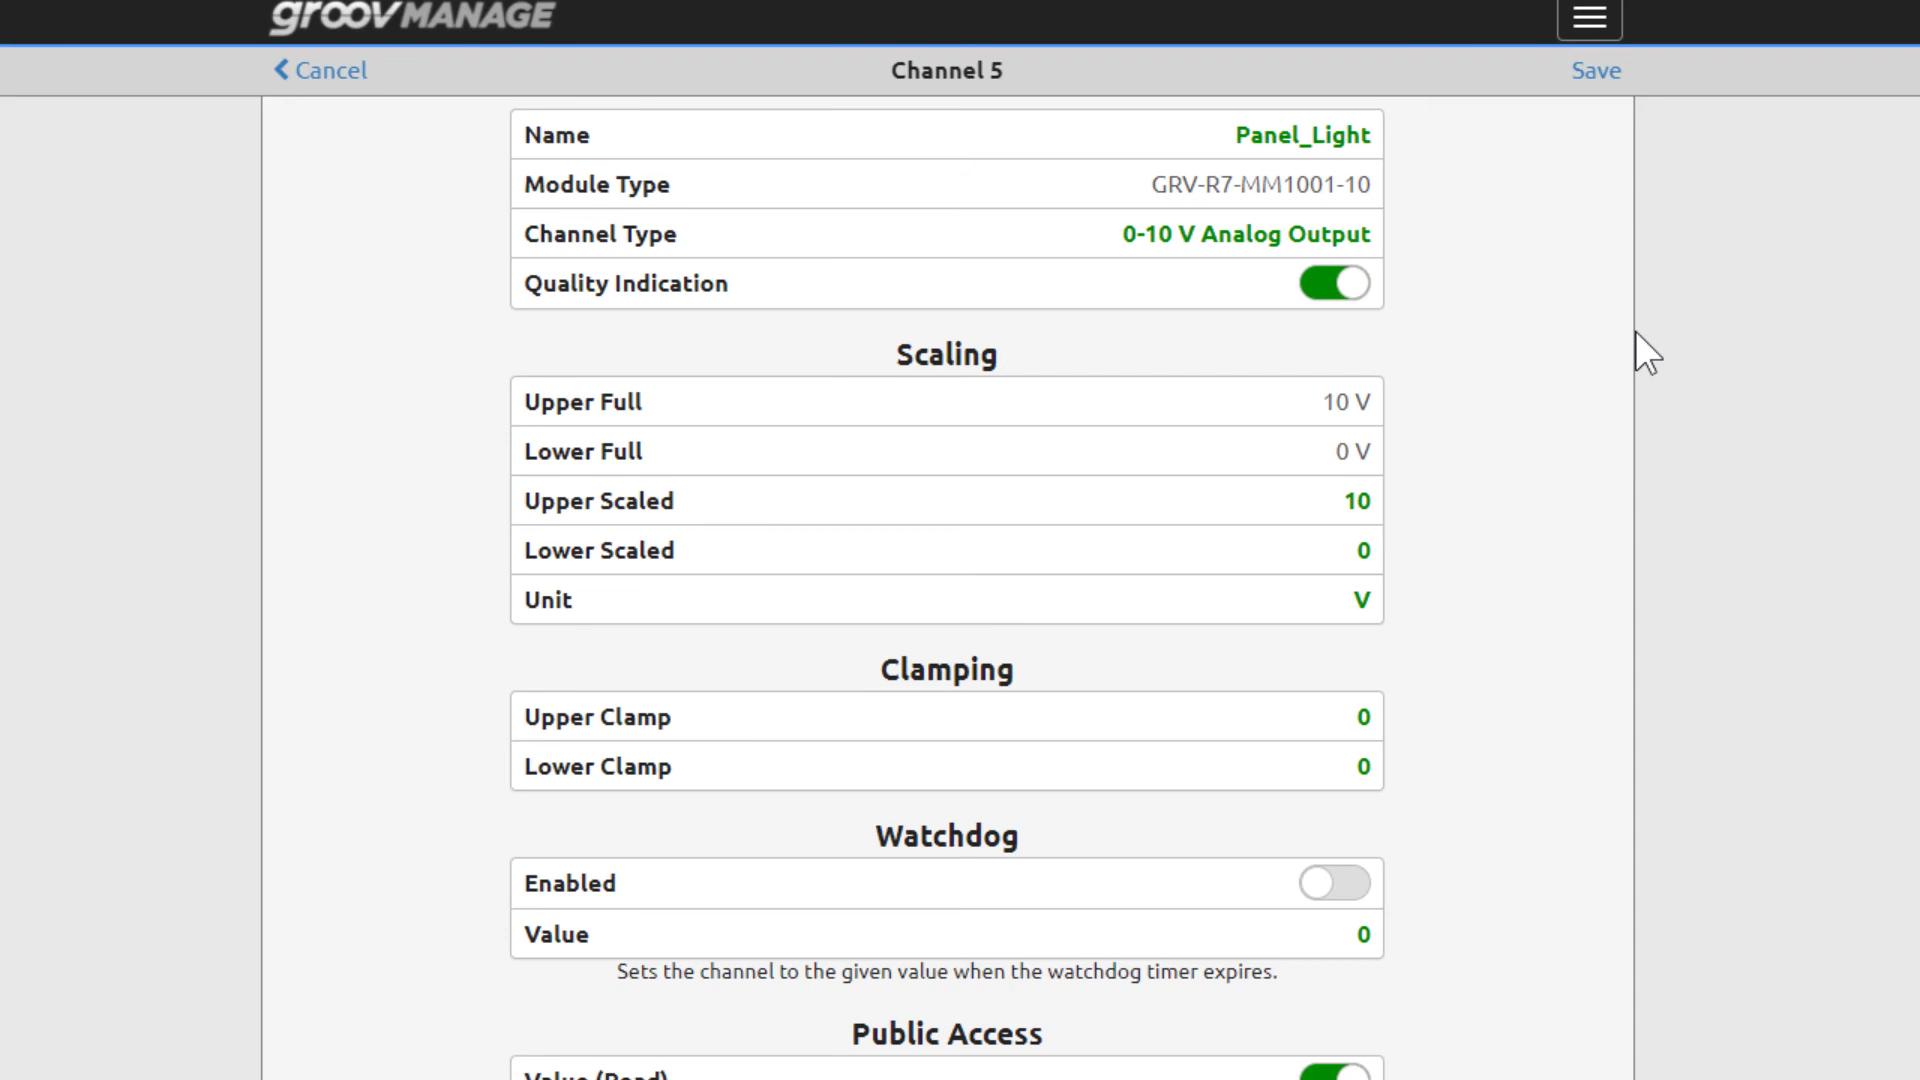 groovMANAGE
Cancel
Channel 5
Save
Name
Panel_Light
Module Type
GRV-R7-MM1001-10
Channel Type
0-10 V Analog Output
Quality Indication
Scaling
Upper Full
10 V
Lower Full
0 V
Upper Scaled
10
Lower Scaled
0
Unit
V
Clamping
Upper Clamp
0
Lower Clamp
0
Watchdog
Enabled
Value
0
Sets the channel to the given value when the watchdog timer expires.
Public Access
Value (Read)